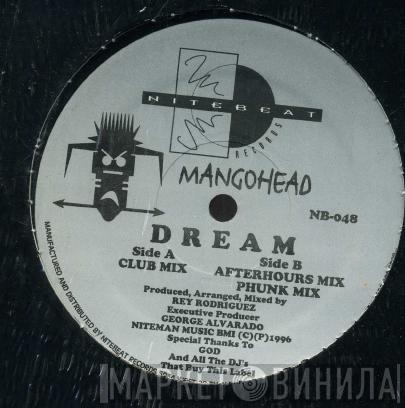 NITEBEAT
RECORDS
MANGOHEAD
NB-048
DREAM
Side A
CLUB MIX
Side B
AFTERHOURS MIX
PHUNK MIX
Produced, Arranged, Mixed by
REY RODRIGUEZ
Executive Producer
GEORGE ALVARADO
NITEMAN MUSIC BMI (C)(P)1996
Special Thanks To
GOD
And All The DJ's
That Buy This Label
MANUFACTURED AND DISTRIBUTED BY NITEBEAT RECORDS
МАРКЕТ ВИНИЛА